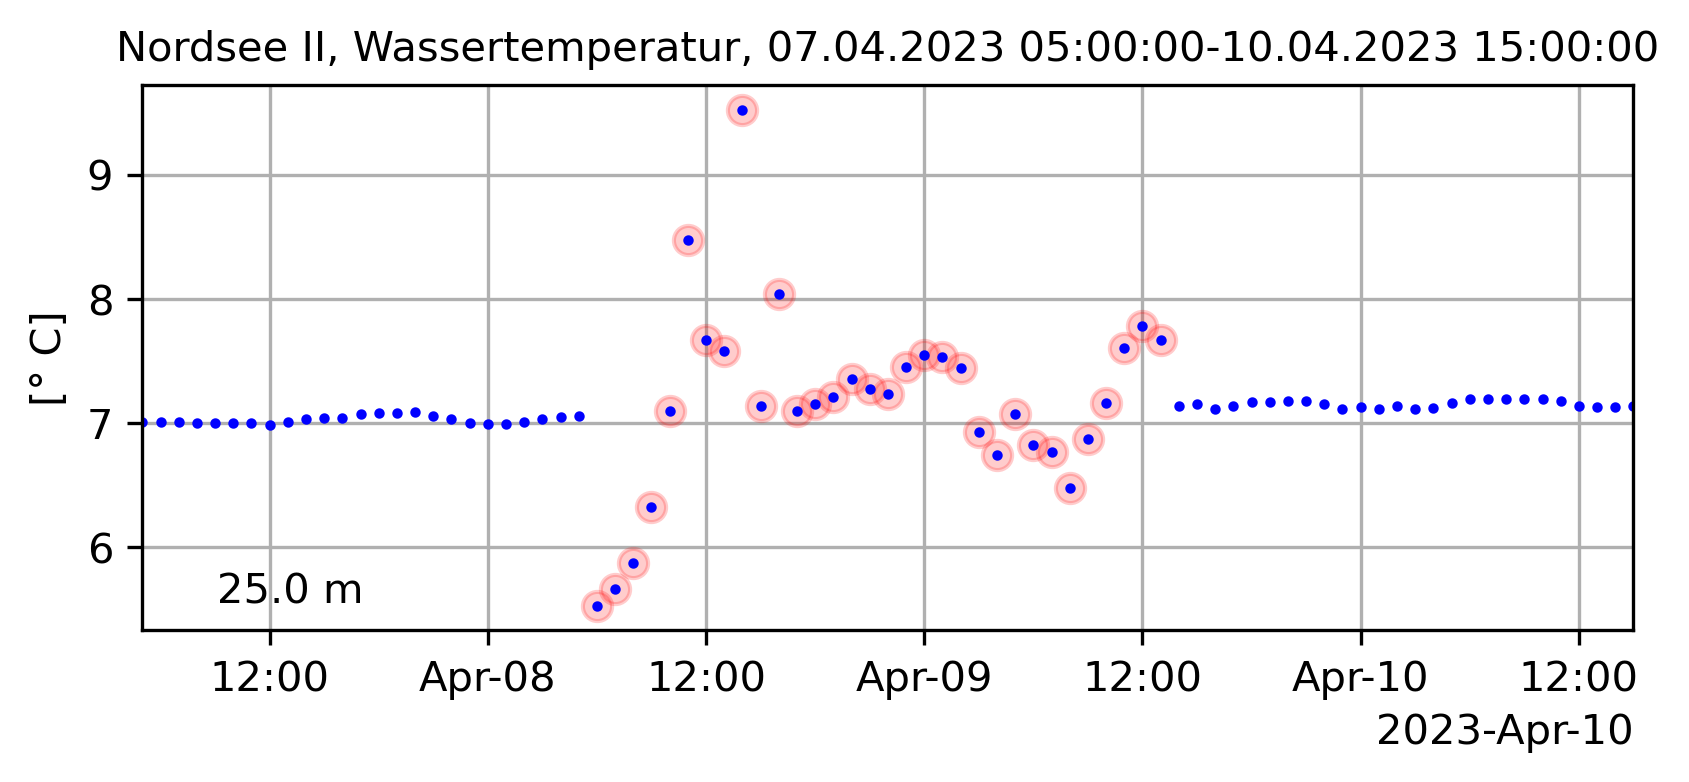 Nordsee II, Wassertemperatur, 07.04.2023 05:00:00-10.04.2023 15:00:00
[° C]
9
8
7
6
25.0 m
12:00 Apr-08 12:00 Apr-09 12:00 Apr-10 12:00
2023-Apr-10